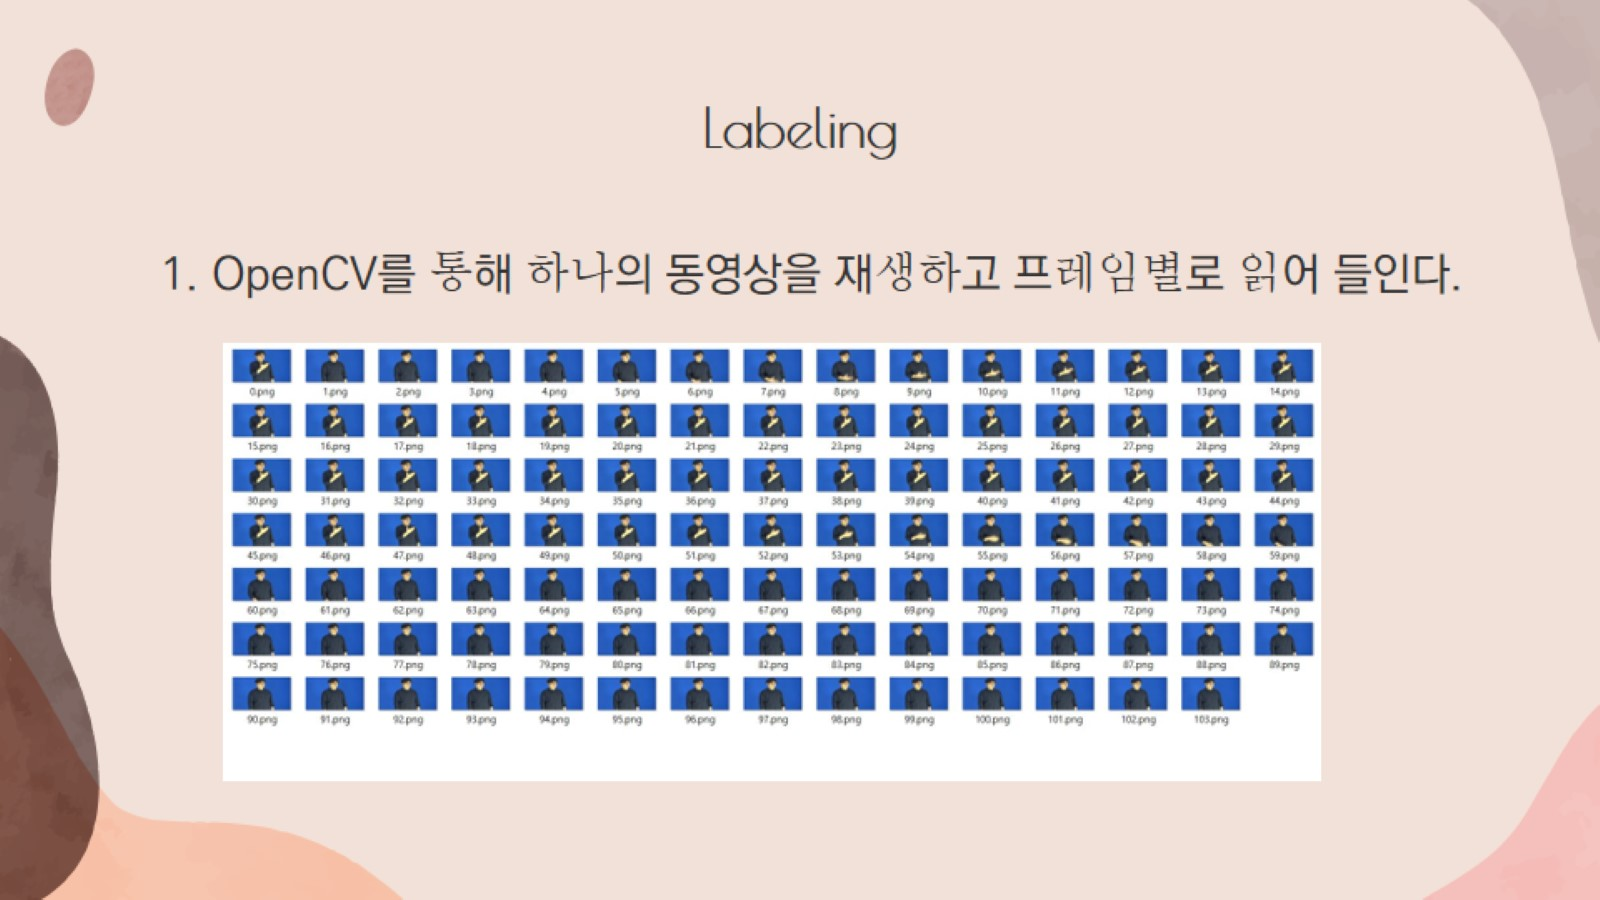 Labeling
1. OpenCV를 통해 하나의 동영상을 재생하고 프레임별로 읽어 들인다.
0.png 1.png 2.png 3.png 4.png 5.png 6.png 7.png 8.png 9.png 10.png 11.png 12.png 13.png 14.png
15.png 16.png 17.png 18.png 19.png 20.png 21.png 22.png 23.png 24.png 25.png 26.png 27.png 28.png 29.png
30.png 31.png 32.png 33.png 34.png 35.png 36.png 37.png 38.png 39.png 40.png 41.png 42.png 43.png 44.png
45.png 46.png 47.png 48.png 49.png 50.png 51.png 52.png 53.png 54.png 55.png 56.png 57.png 58.png 59.png
60.png 61.png 62.png 63.png 64.png 65.png 66.png 67.png 68.png 69.png 70.png 71.png 72.png 73.png 74.png
75.png 76.png 77.png 78.png 79.png 80.png 81.png 82.png 83.png 84.png 85.png 86.png 87.png 88.png 89.png
90.png 91.png 92.png 93.png 94.png 95.png 96.png 97.png 98.png 99.png 100.png 101.png 102.png 103.png